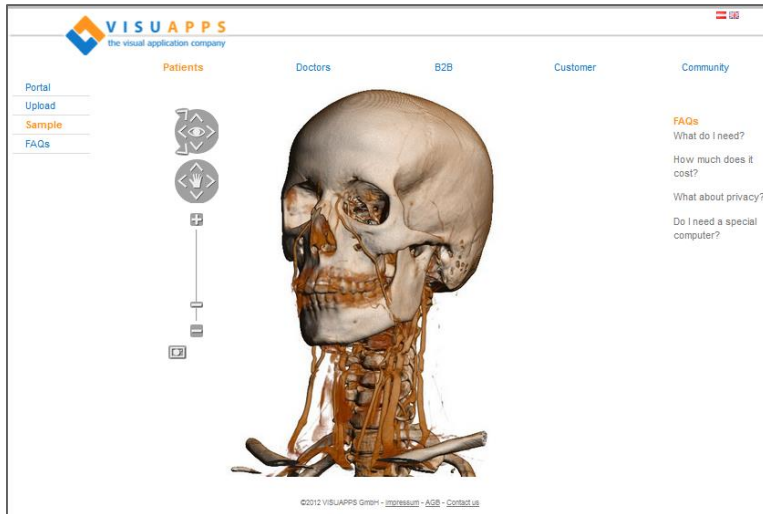 VISUAPPS
the visual application company
Patients
Doctors
B2B
Customer
Community
Portal
Upload
Sample
FAQs
FAQs
What do I need?
How much does it
cost?
What about privacy?
Do I need a special
computer?
©2012 VISUAPPS GmbH - Impressum - AGB - Contact us